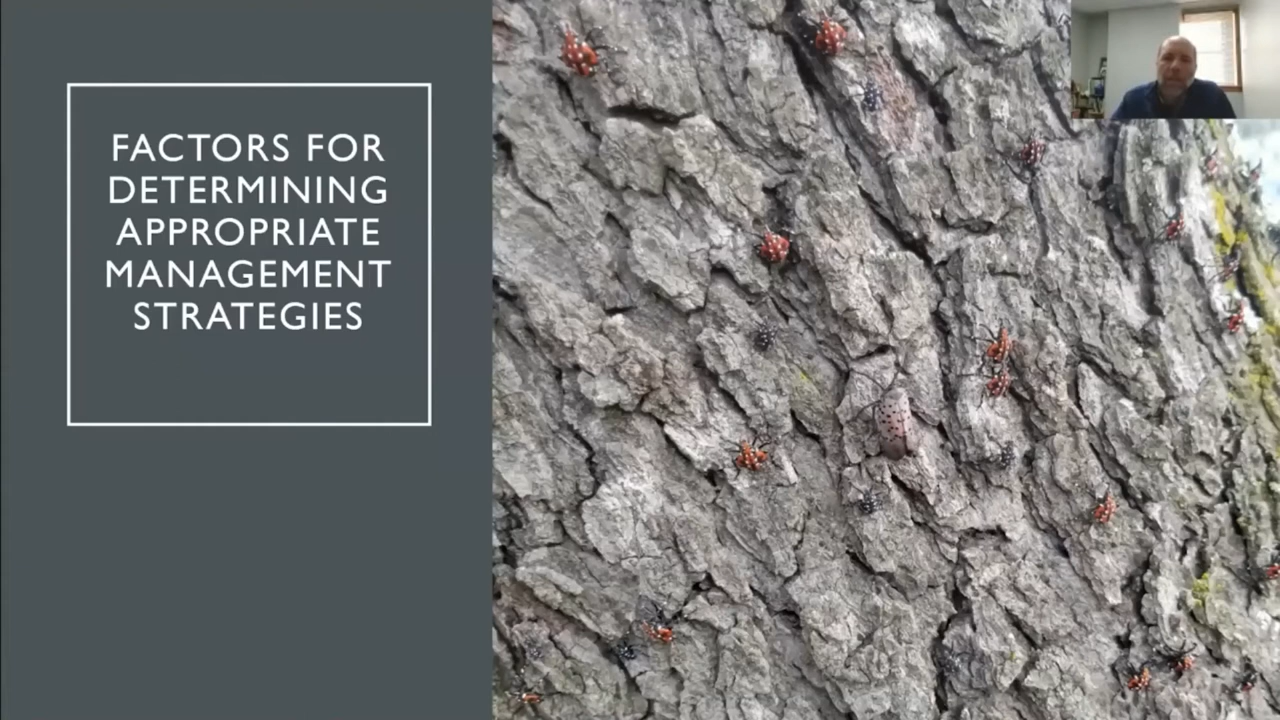 FACTORS FOR
DETERMINING
APPROPRIATE
MANAGEMENT
STRATEGIES